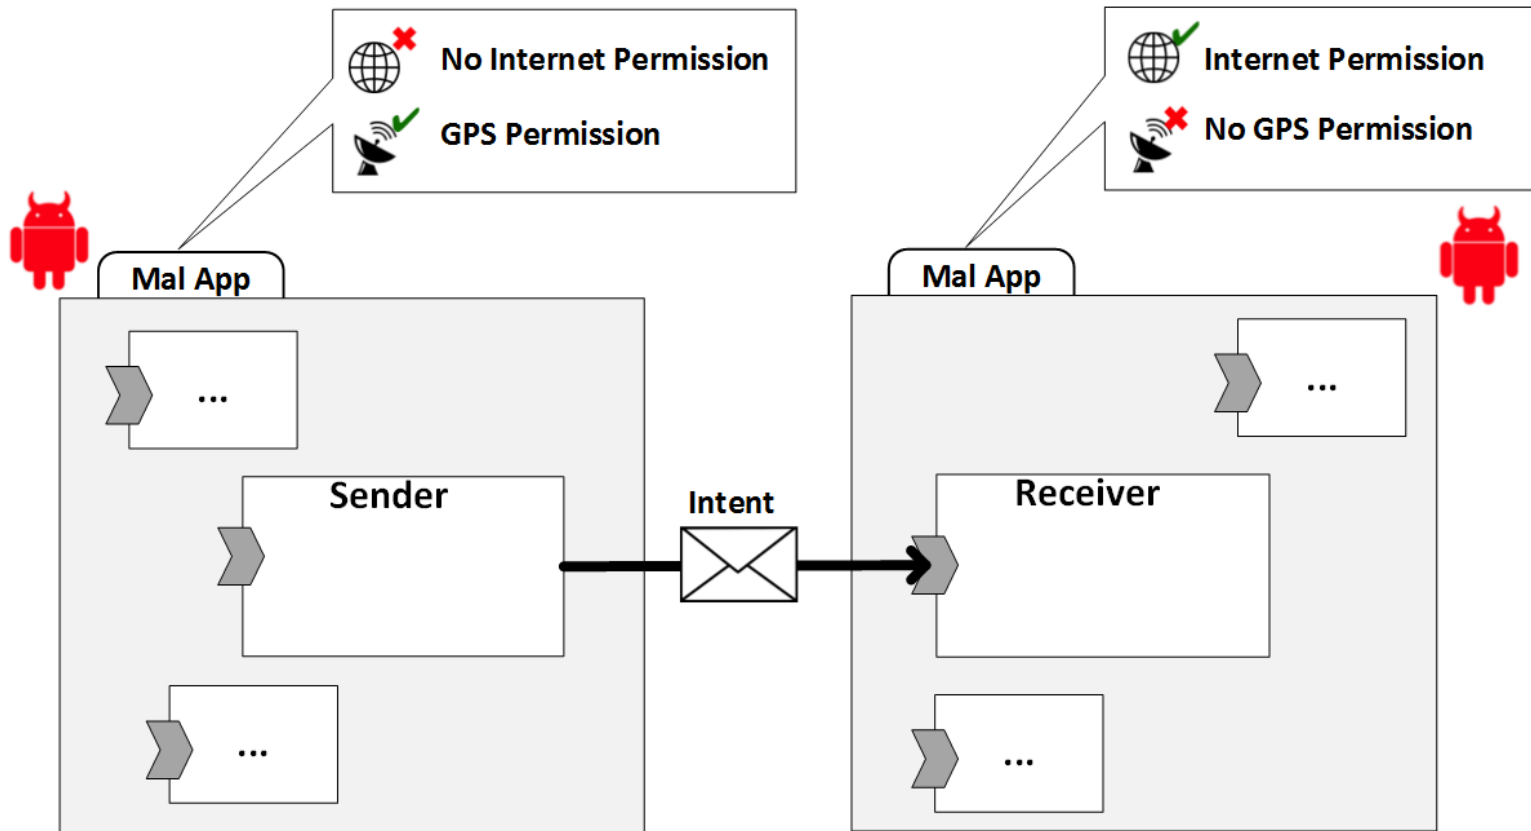 No Internet Permission
GPS Permission
Internet Permission
No GPS Permission
Mal App
Mal App
...
...
Sender
Intent
Receiver
...
...